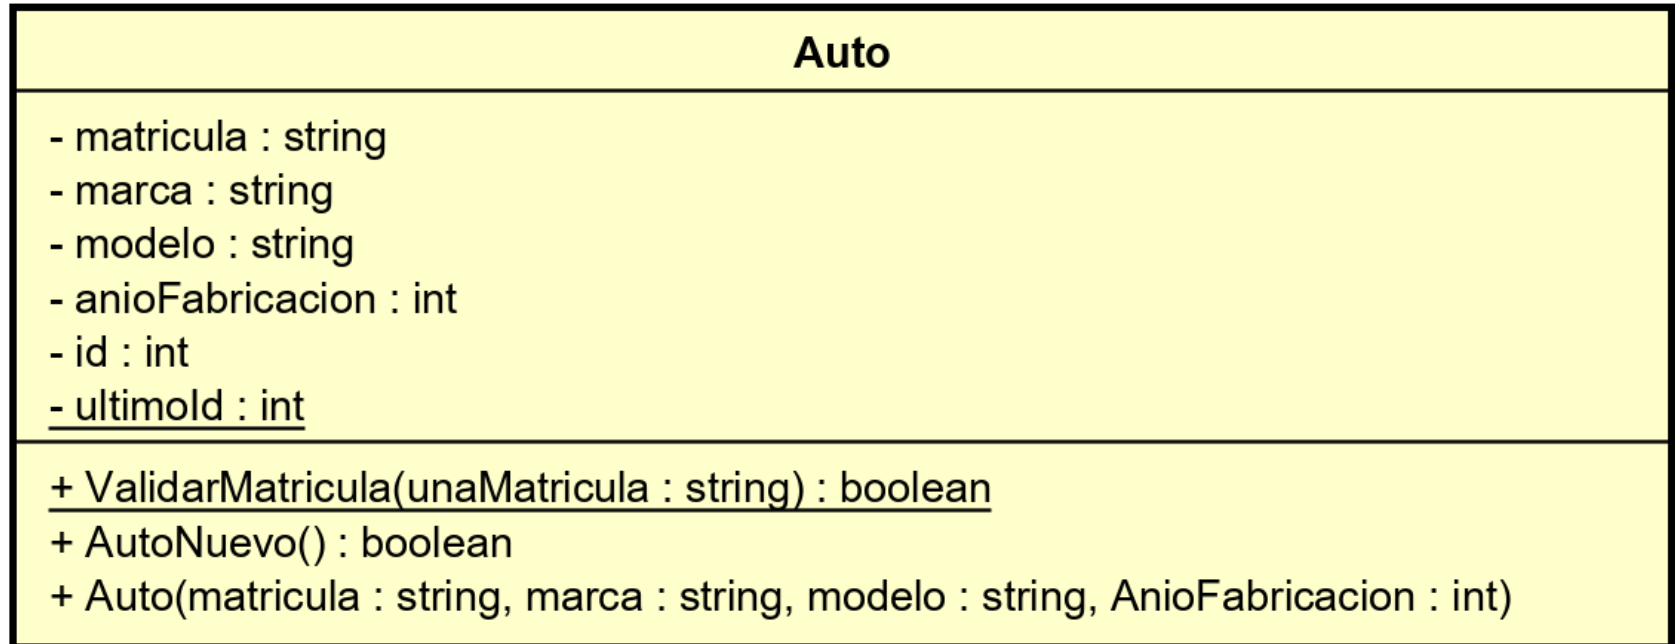 Auto
- matricula : string
- marca : string
- modelo : string
- anioFabricacion : int
- id : int
- ultimoId : int
+ ValidarMatricula(unaMatricula : string) : boolean
+ AutoNuevo() : boolean
+ Auto(matricula : string, marca : string, modelo : string, AnioFabricacion : int)